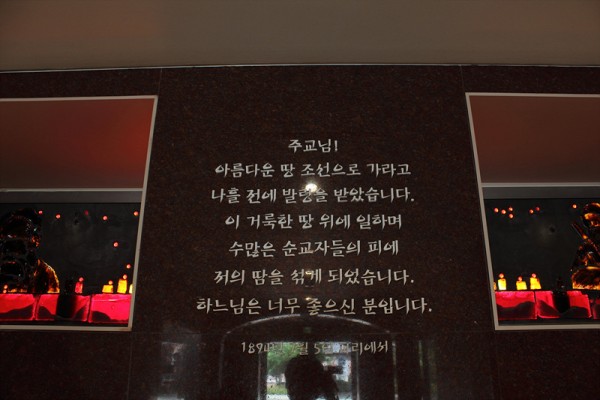 주교님!
아름다운 땅 조선으로 가라고
나흘 전에 발령을 받았습니다.
이 거룩한 땅 위에 일하며
수많은 순교자들의 피에
저의 땀을 섞게 되었습니다.
하느님은 너무 좋으신 분입니다.